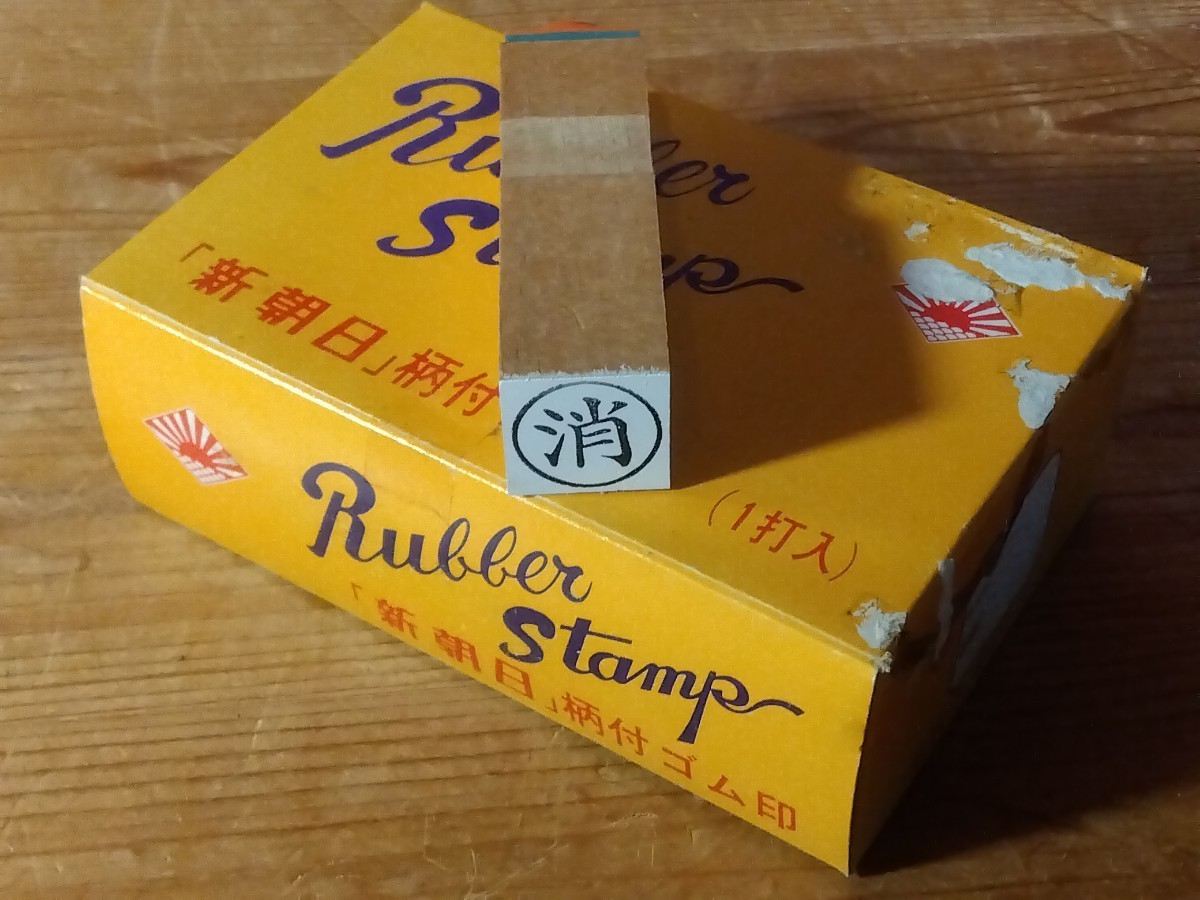 Rubber
Stamp
「新朝日」柄付
消
(1打入)
Rubber
Stamp
「新朝日」柄付ゴム印